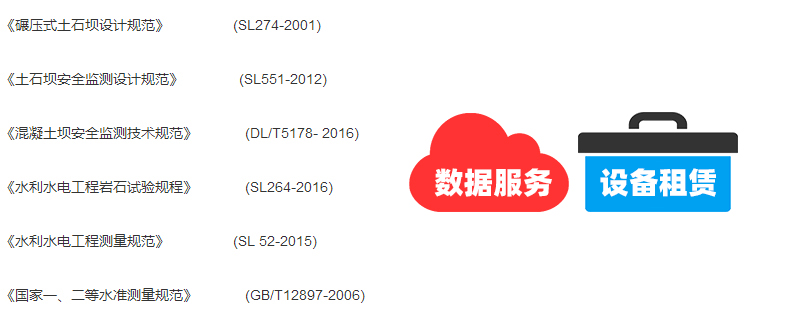 《碾压式土石坝设计规范》 (SL274-2001)
《土石坝安全监测设计规范》 (SL551-2012)
《混凝土坝安全监测技术规范》 (DL/T5178- 2016)
《水利水电工程岩石试验规程》 (SL264-2016)
《水利水电工程测量规范》 (SL 52-2015)
《国家一、二等水准测量规范》 (GB/T12897-2006)
数据服务
设备租赁